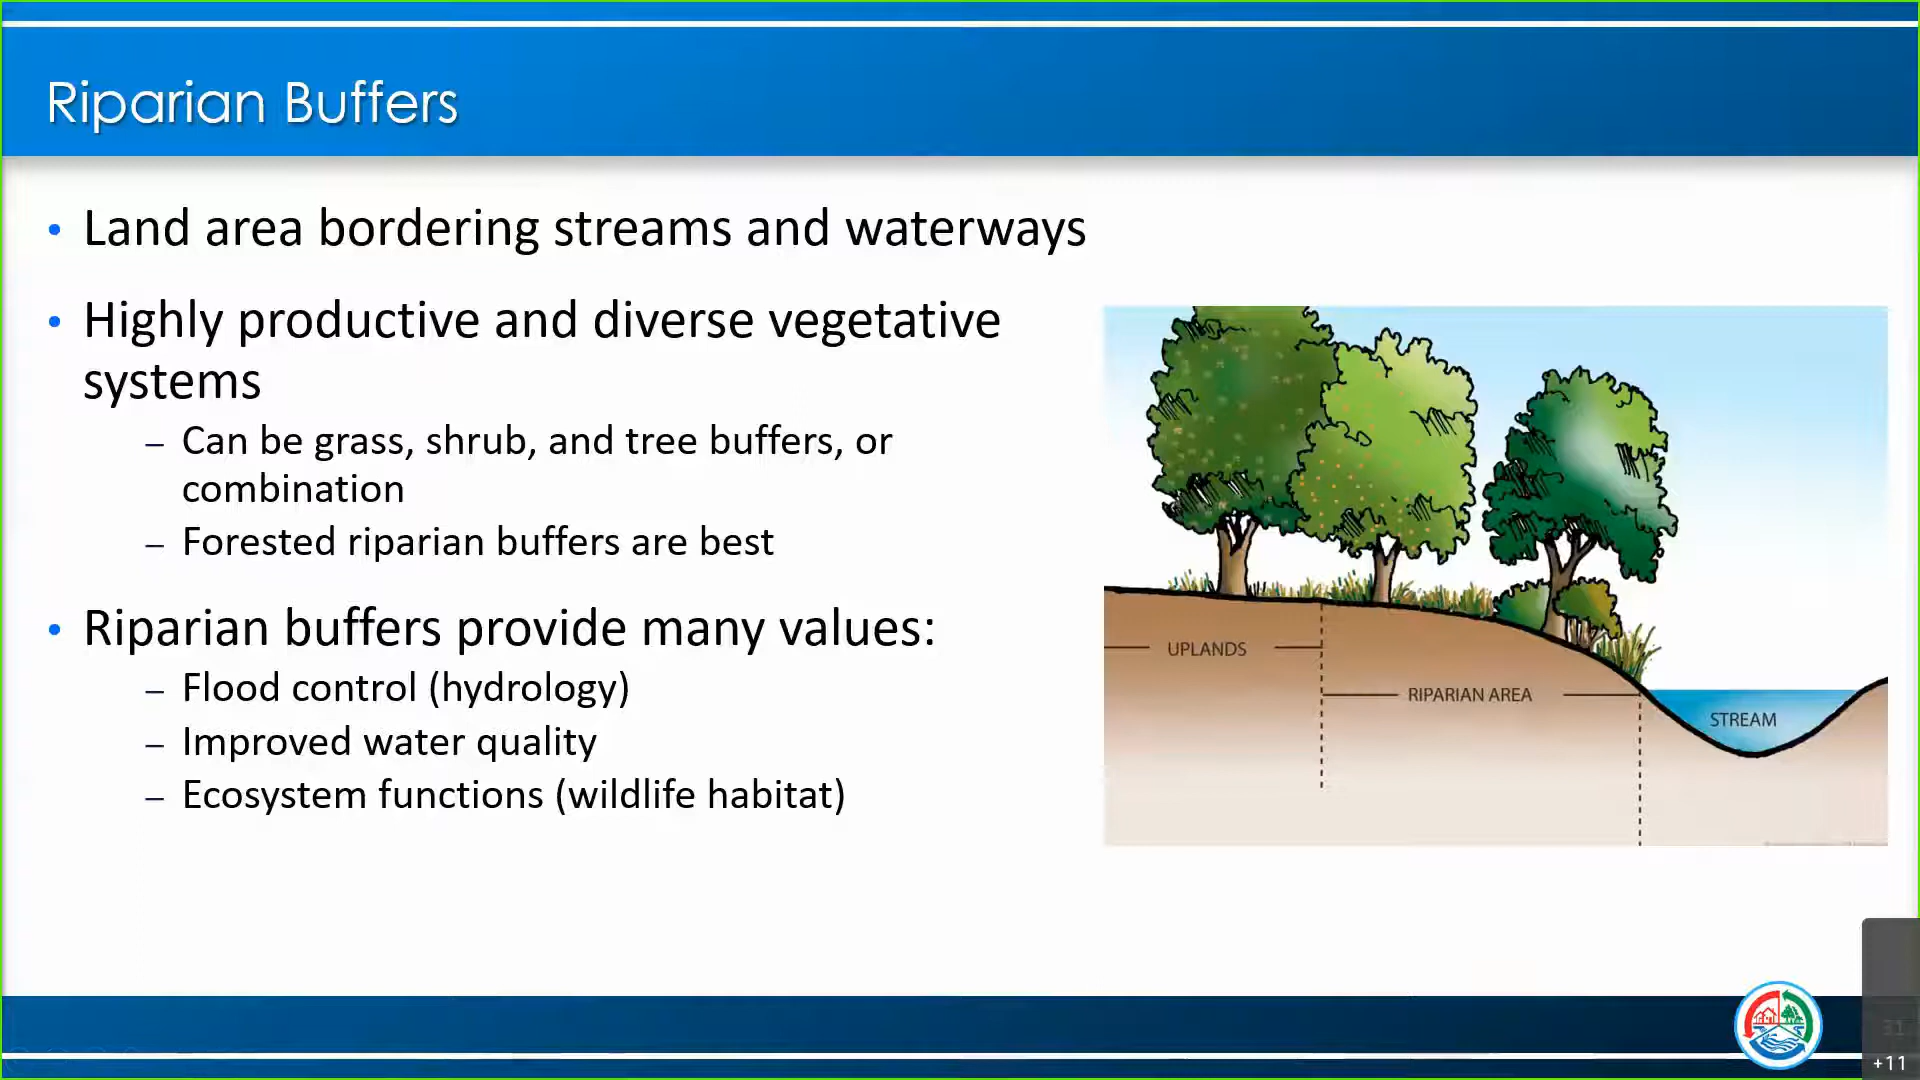 Riparian Buffers
• Land area bordering streams and waterways
• Highly productive and diverse vegetative
systems
– Can be grass, shrub, and tree buffers, or
combination
– Forested riparian buffers are best
• Riparian buffers provide many values:
– Flood control (hydrology)
– Improved water quality
– Ecosystem functions (wildlife habitat)
UPLANDS
RIPARIAN AREA
STREAM
31
+11